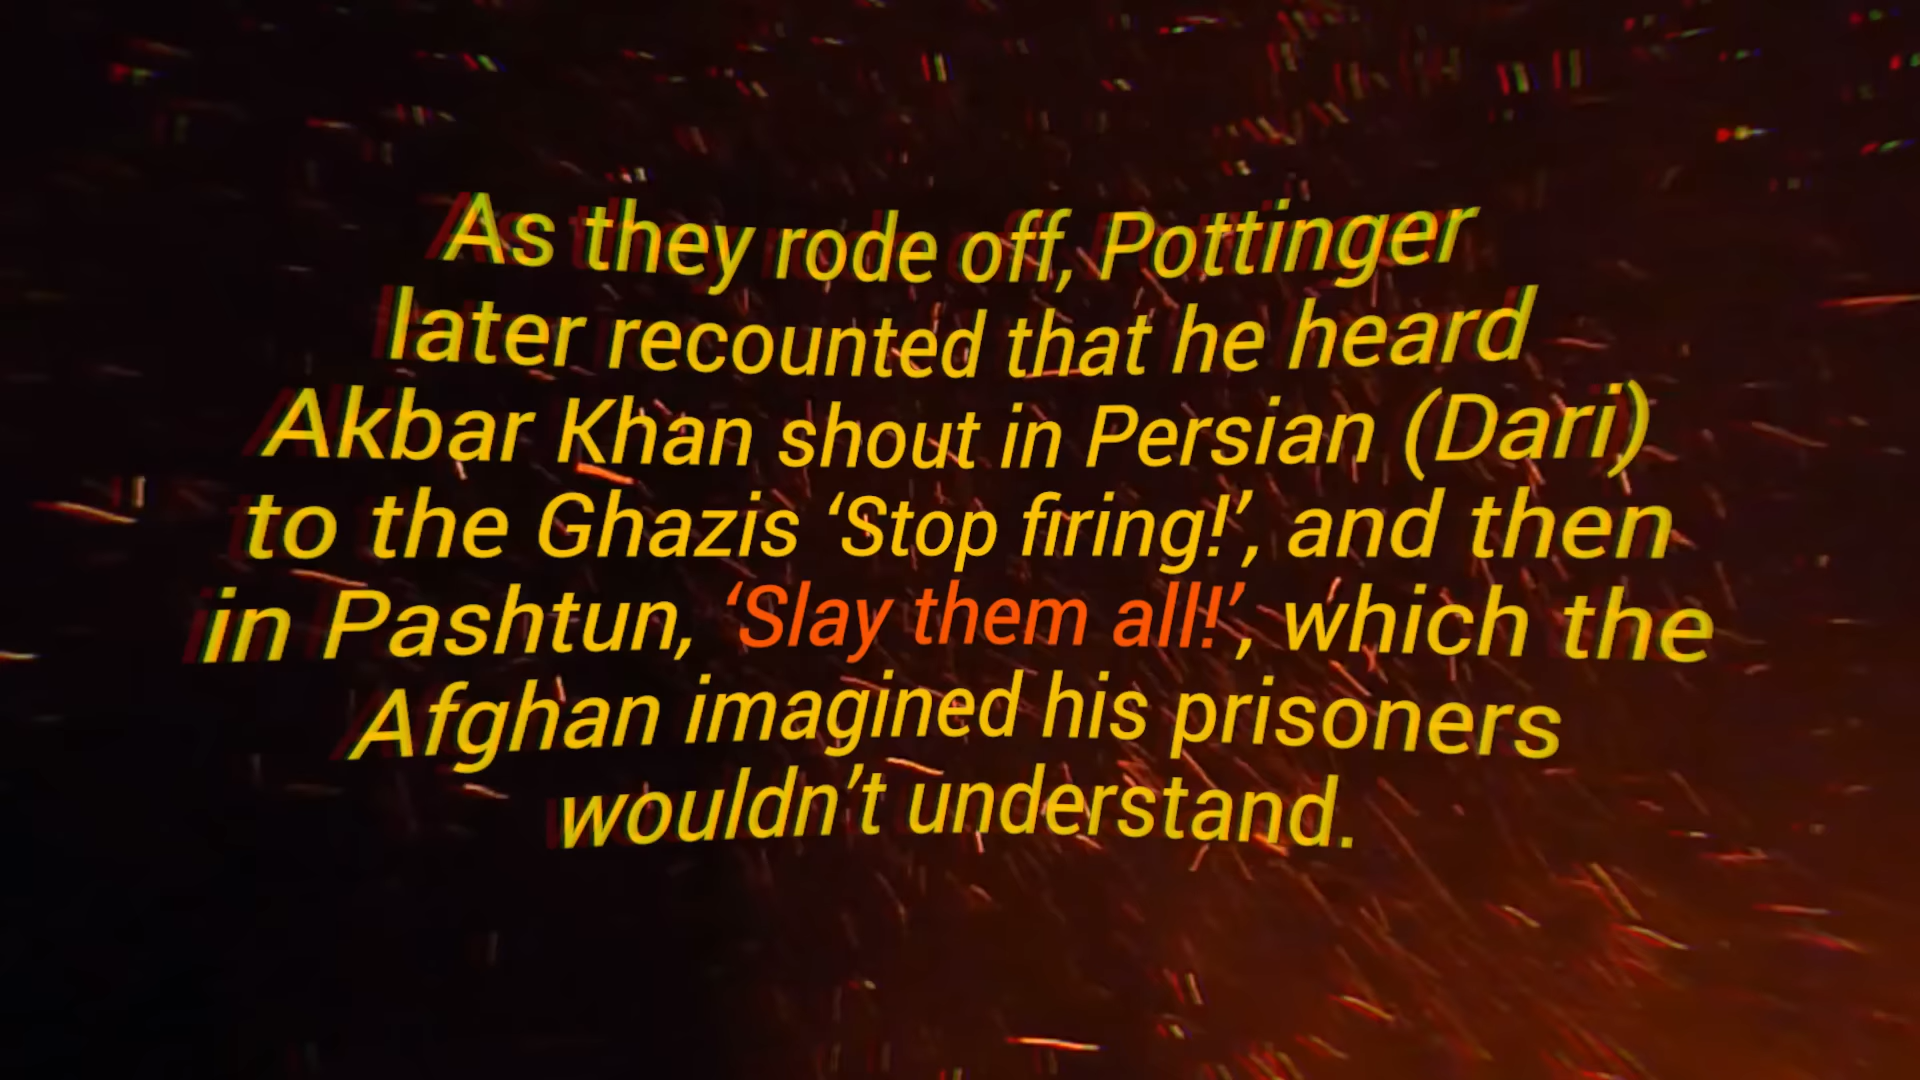 As they rode off, Pottinger
later recounted that he heard
Akbar Khan shout in Persian (Dari)
to the Ghazis ‘Stop firing!’, and then
in Pashtun, ‘Slay them all!’, which the
Afghan imagined his prisoners
wouldn’t understand.